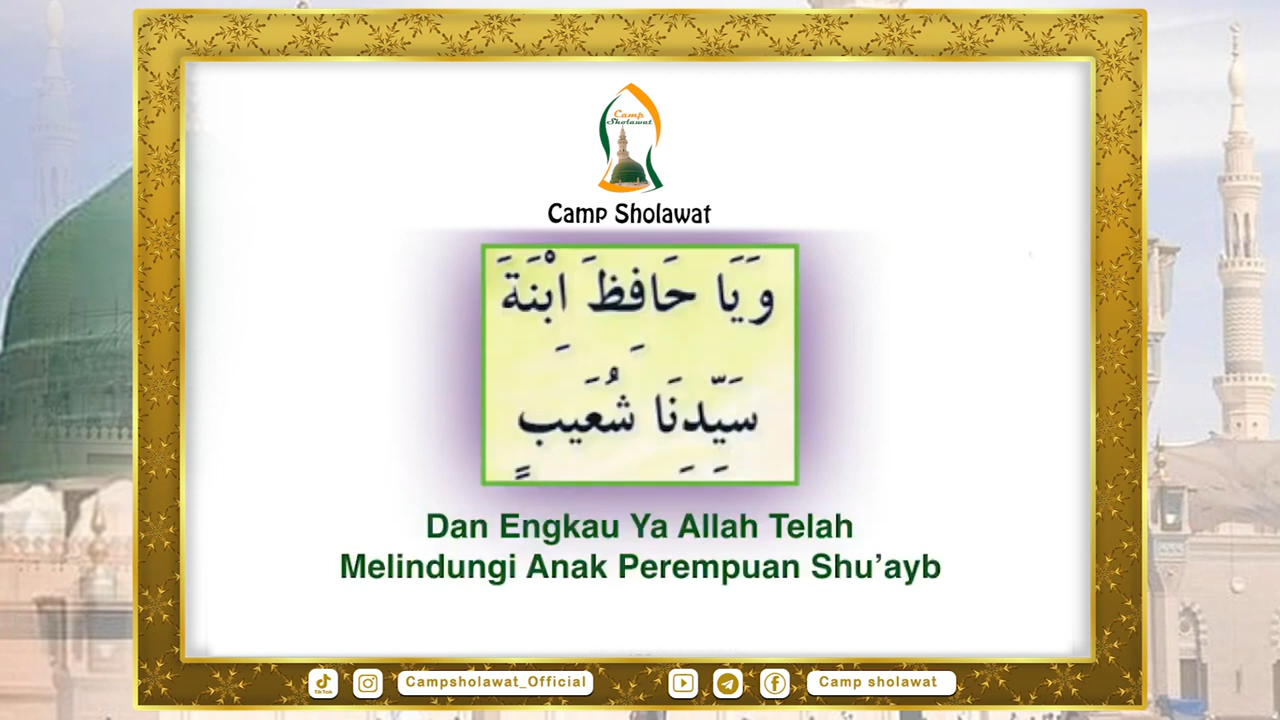 Camp
Sholawat
Camp Sholawat
وَيَا حَافِظَ ابْنَةَ
سَيِّدِنَا شُعَيبٍ
Dan Engkau Ya Allah Telah
Melindungi Anak Perempuan Shu’ayb
TikTok
Campsholawat_Official
Camp sholawat